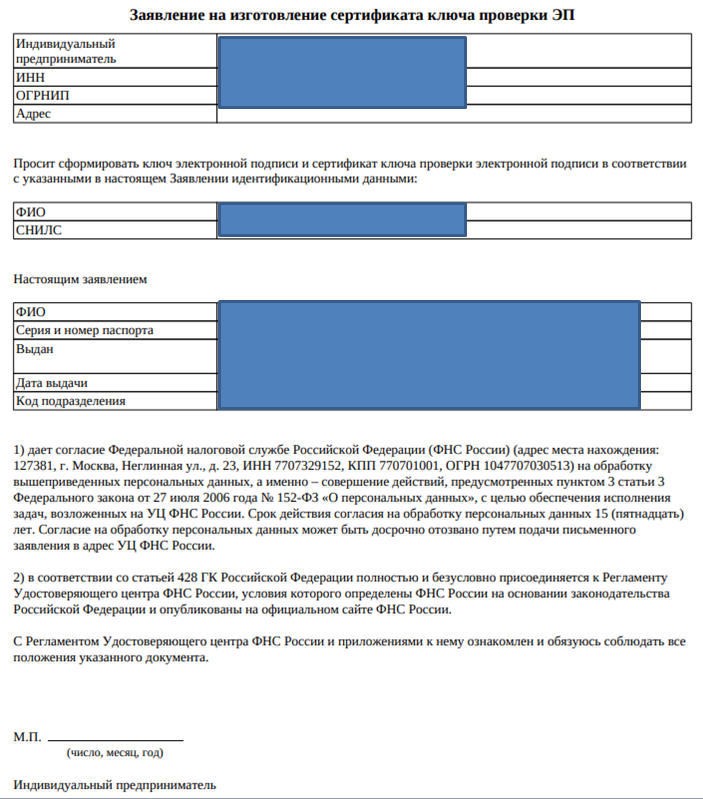 Заявление на изготовление сертификата ключа проверки ЭП
Индивидуальный
предприниматель
ИНН
ОГРНИП
Адрес
Просит сформировать ключ электронной подписи и сертификат ключа проверки электронной подписи в соответствии
с указанными в настоящем Заявлении идентификационными данными:
ФИО
СНИЛС
Настоящим заявлением
ФИО
Серия и номер паспорта
Выдан
Дата выдачи
Код подразделения
1) дает согласие Федеральной налоговой службе Российской Федерации (ФНС России) (адрес места нахождения:
127381, г. Москва, Неглинная ул., д. 23, ИНН 7707329152, КПП 770701001, ОГРН 1047707030513) на обработку
вышеприведенных персональных данных, а именно – совершение действий, предусмотренных пунктом 3 статьи 3
Федерального закона от 27 июля 2006 года № 152-ФЗ «О персональных данных», с целью обеспечения исполнения
задач, возложенных на УЦ ФНС России. Срок действия согласия на обработку персональных данных 15 (пятнадцать)
лет. Согласие на обработку персональных данных может быть досрочно отозвано путем подачи письменного
заявления в адрес УЦ ФНС России.
2) в соответствии со статьей 428 ГК Российской Федерации полностью и безусловно присоединяется к Регламенту
Удостоверяющего центра ФНС России, условия которого определены ФНС России на основании законодательства
Российской Федерации и опубликованы на официальном сайте ФНС России.
С Регламентом Удостоверяющего центра ФНС России и приложениями к нему ознакомлен и обязуюсь соблюдать все
положения указанного документа.
М.П.
(число, месяц, год)
Индивидуальный предприниматель